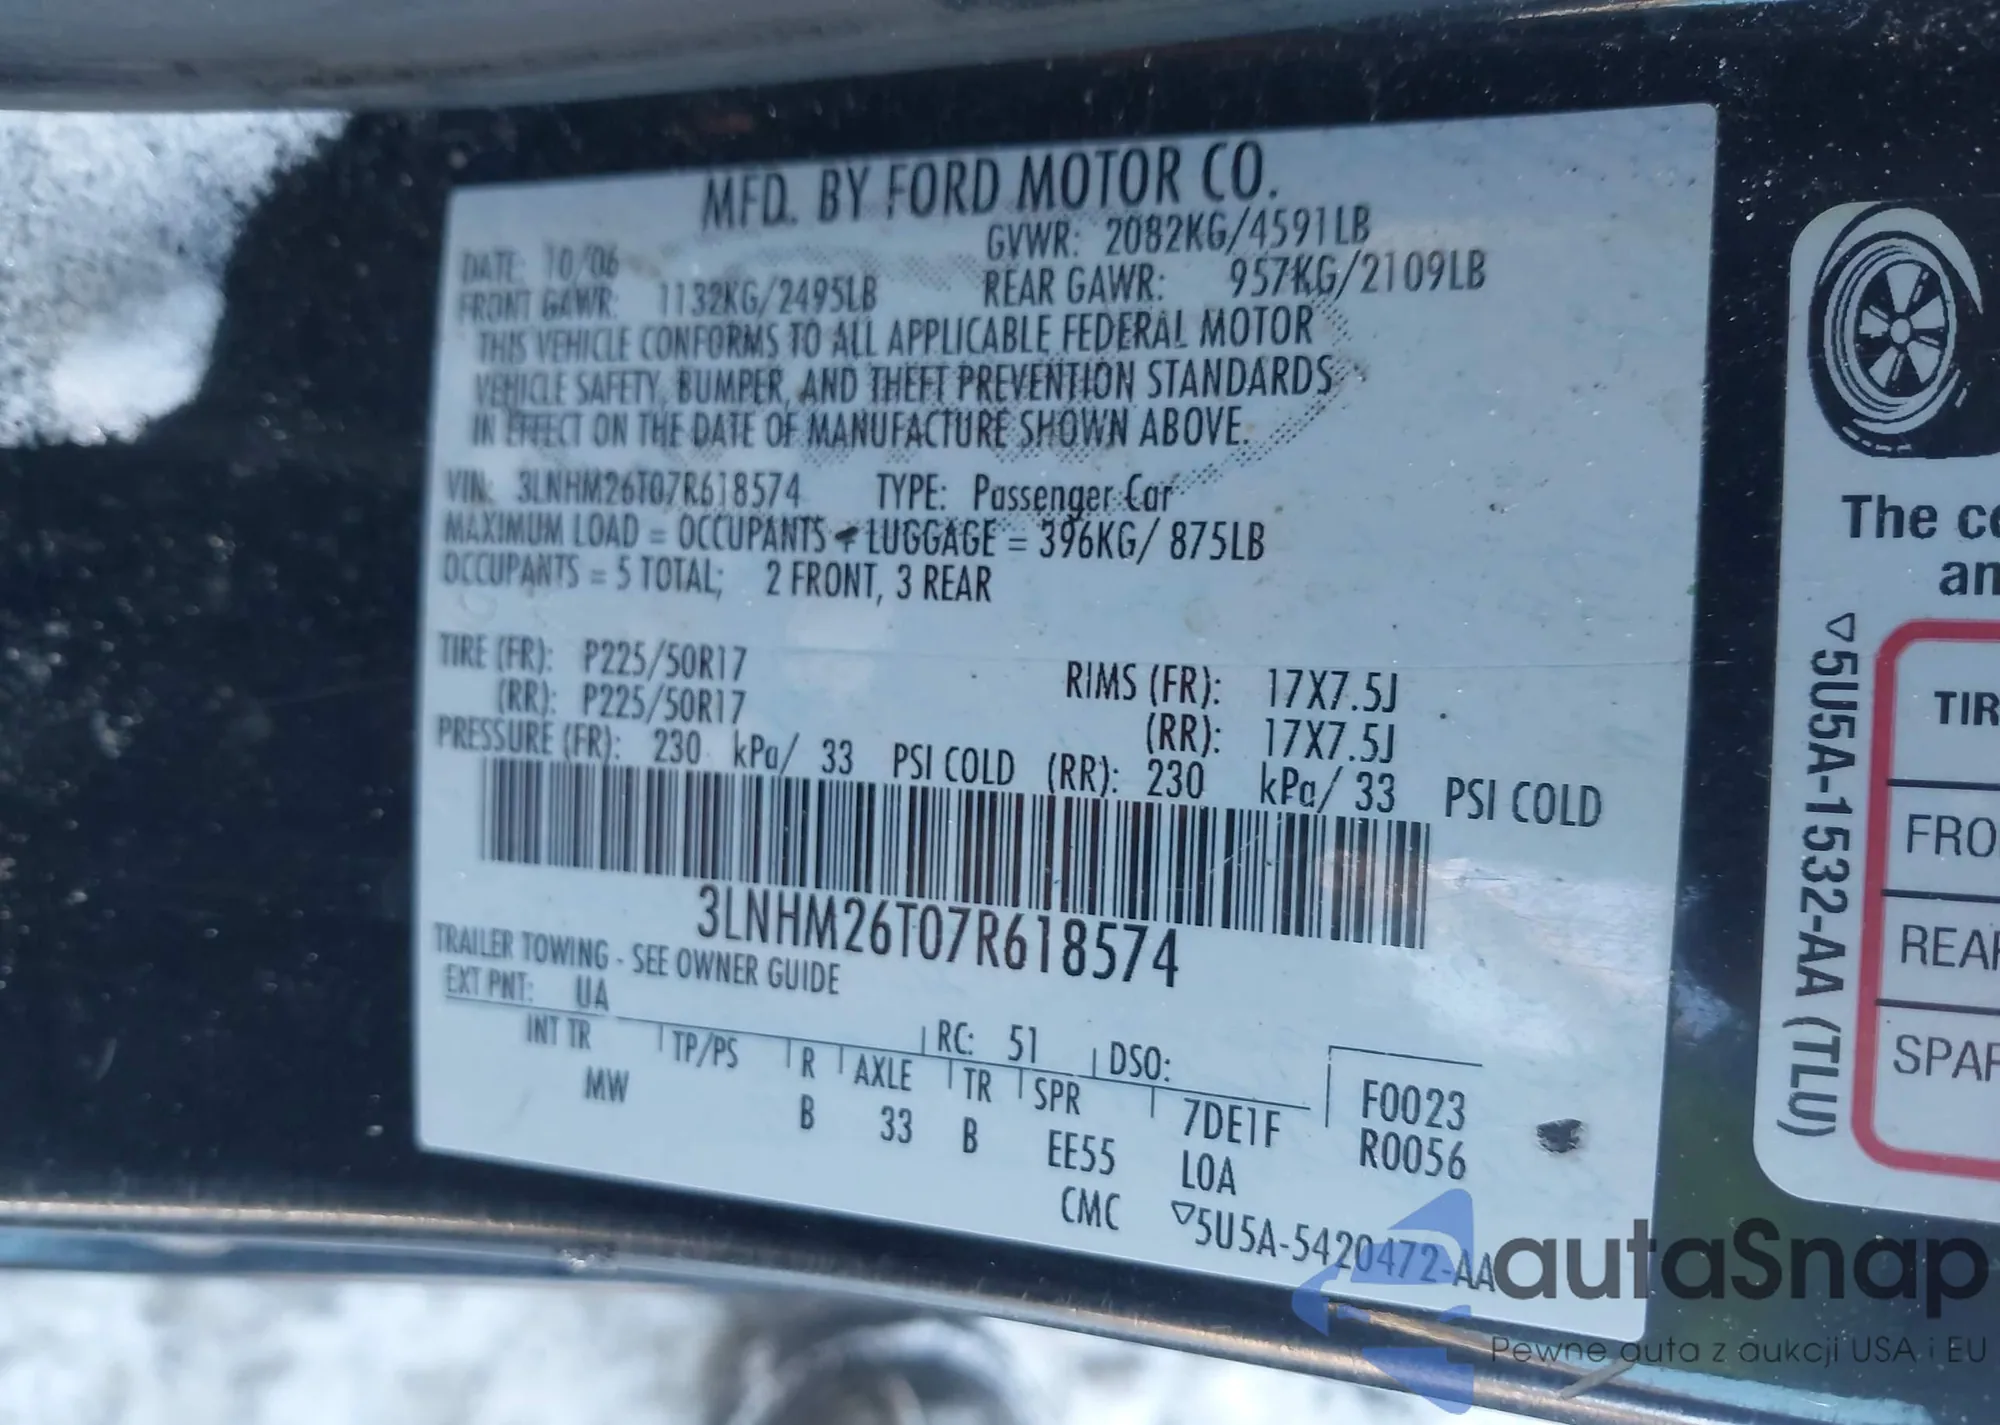 MFD. BY FORD MOTOR CO.
DATE: 10/06 GVWR: 2082KG/4591LB
FRONT GAWR: 1132KG/2495LB REAR GAWR: 957KG/2109LB
THIS VEHICLE CONFORMS TO ALL APPLICABLE FEDERAL MOTOR
VEHICLE SAFETY, BUMPER, AND THEFT PREVENTION STANDARDS
IN EFFECT ON THE DATE OF MANUFACTURE SHOWN ABOVE.
VIN: 3LNHM26T07R618574 TYPE: Passenger Car
MAXIMUM LOAD = OCCUPANTS + LUGGAGE = 396KG/ 875LB
OCCUPANTS = 5 TOTAL; 2 FRONT, 3 REAR
TIRE (FR): P225/50R17 RIMS (FR): 17X7.5J
(RR): P225/50R17 (RR): 17X7.5J
PRESSURE (FR): 230 kPa/ 33 PSI COLD (RR): 230 kPa/ 33 PSI COLD
3LNHM26T07R618574
TRAILER TOWING - SEE OWNER GUIDE
EXT PNT: UA RC: 51 DSO:
INT TR TP/PS R AXLE TR SPR 7DE1F F0023
MW B 33 B EE55 LOA R0056
CMC ▽5U5A-5420472-AA
The
▽5U5A-1532-AA (TLU)
autaSnap
Pewne auta z aukcji USA i EU